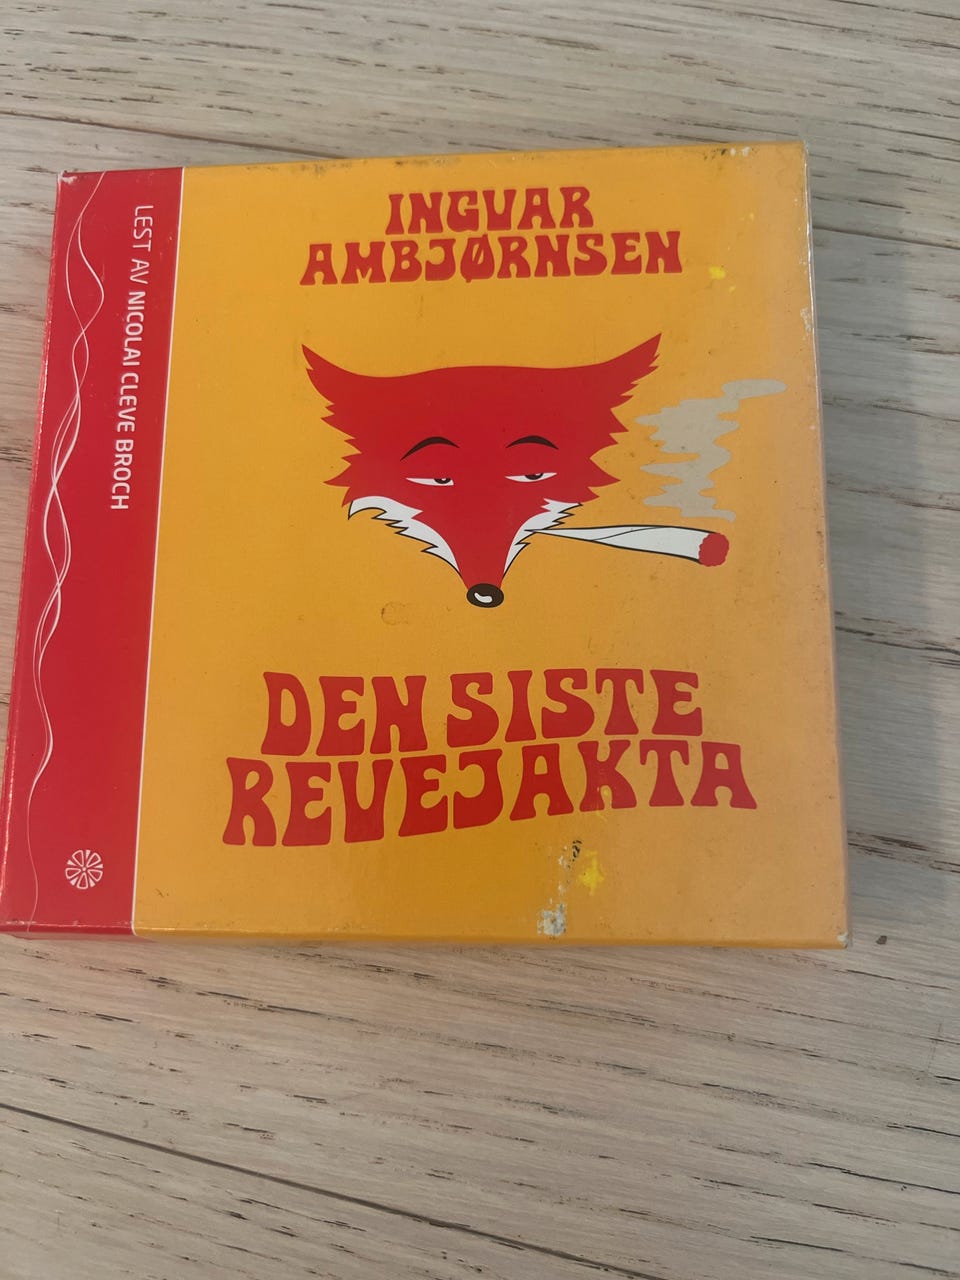 INGVAR
AMBJØRNSEN
DEN SISTE
REVEJAKTA
LEST AV NICOLAI CLEVE BROCH